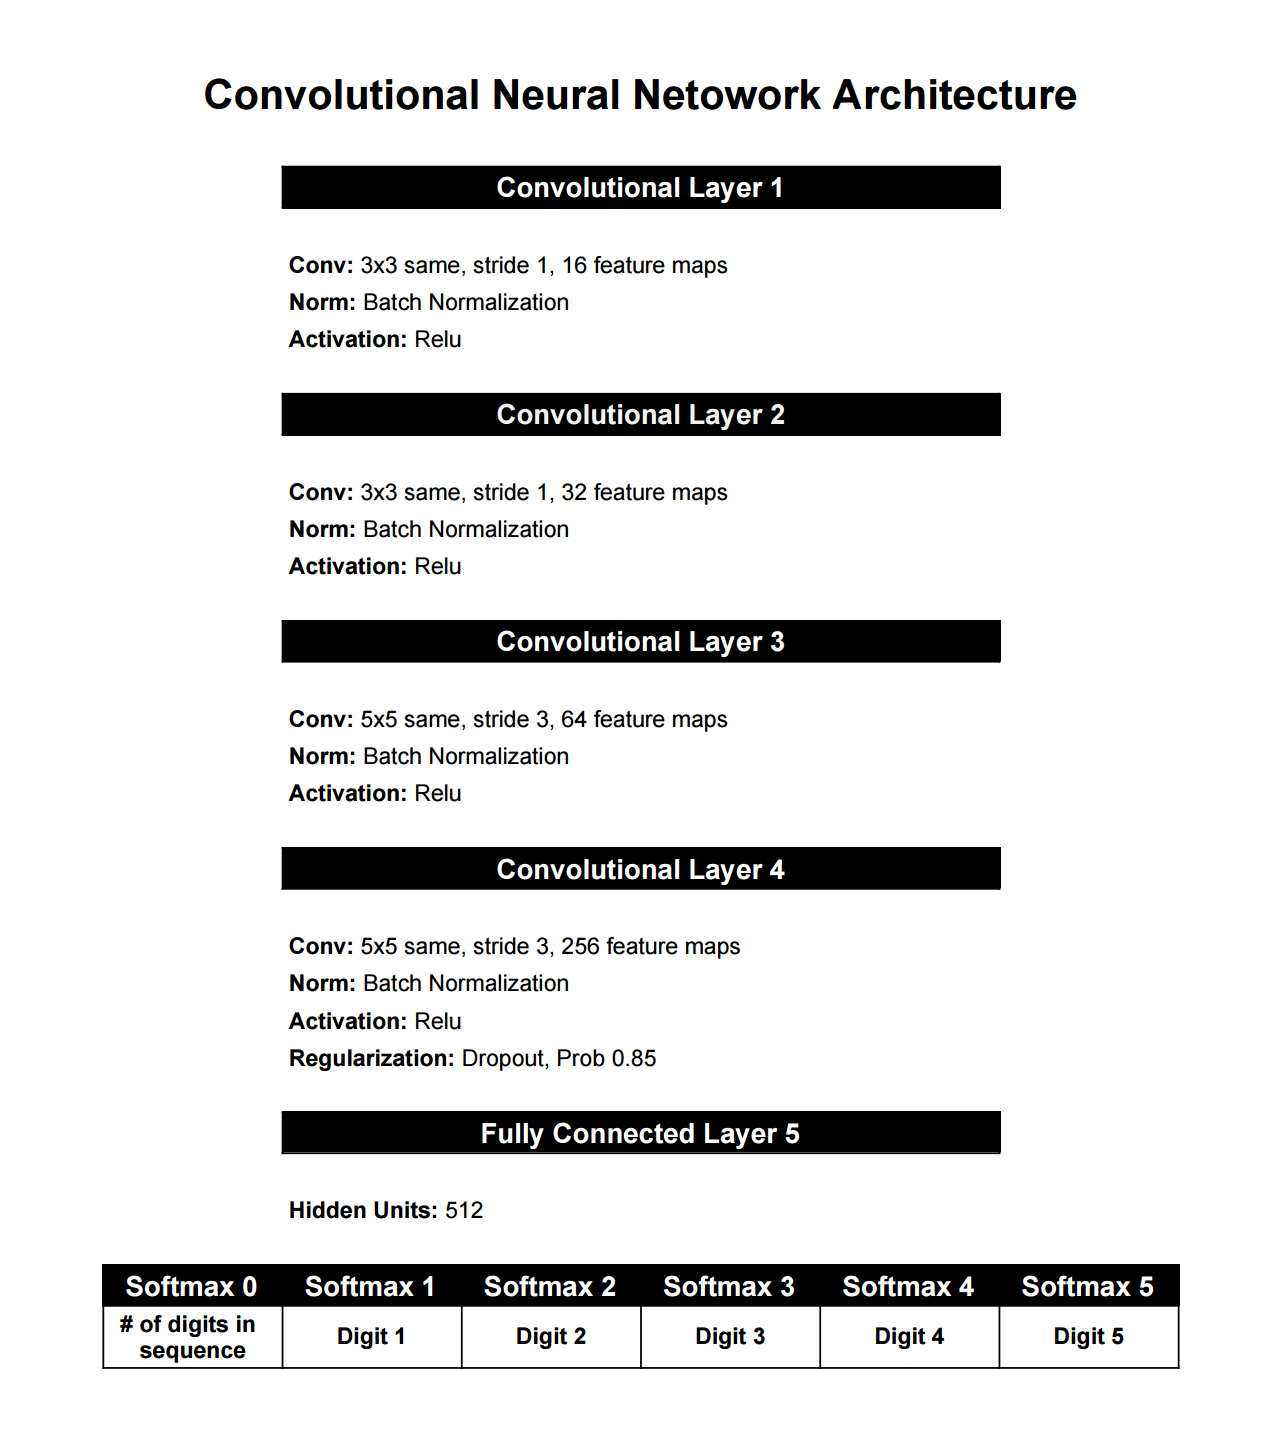 Convolutional Neural Netowork Architecture
Convolutional Layer 1
Conv: 3x3 same, stride 1, 16 feature maps
Norm: Batch Normalization
Activation: Relu
Convolutional Layer 2
Conv: 3x3 same, stride 1, 32 feature maps
Norm: Batch Normalization
Activation: Relu
Convolutional Layer 3
Conv: 5x5 same, stride 3, 64 feature maps
Norm: Batch Normalization
Activation: Relu
Convolutional Layer 4
Conv: 5x5 same, stride 3, 256 feature maps
Norm: Batch Normalization
Activation: Relu
Regularization: Dropout, Prob 0.85
Fully Connected Layer 5
Hidden Units: 512
Softmax 0 Softmax 1 Softmax 2 Softmax 3 Softmax 4 Softmax 5
# of digits in
sequence
Digit 1 Digit 2 Digit 3 Digit 4 Digit 5